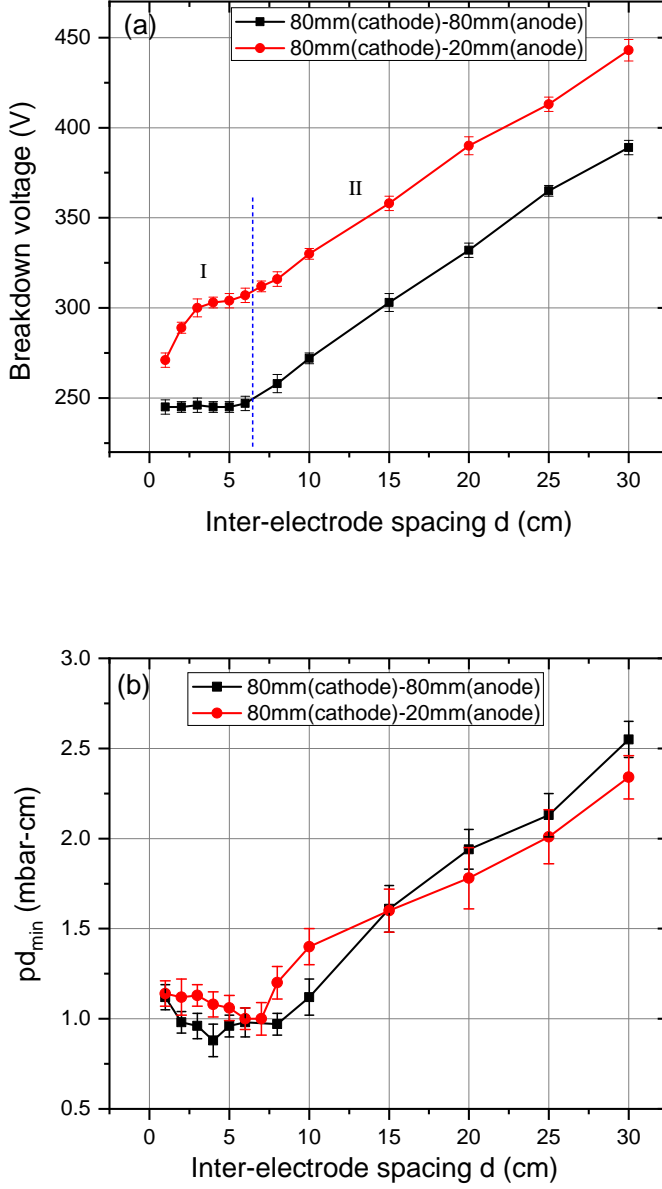 (a)
80mm(cathode)-80mm(anode)
80mm(cathode)-20mm(anode)
450
400
350
300
250
Breakdown voltage (V)
I
II
0 5 10 15 20 25 30
Inter-electrode spacing d (cm)
(b)
80mm(cathode)-80mm(anode)
80mm(cathode)-20mm(anode)
3.0
2.5
2.0
1.5
1.0
0.5
pd_min (mbar-cm)
0 5 10 15 20 25 30
Inter-electrode spacing d (cm)